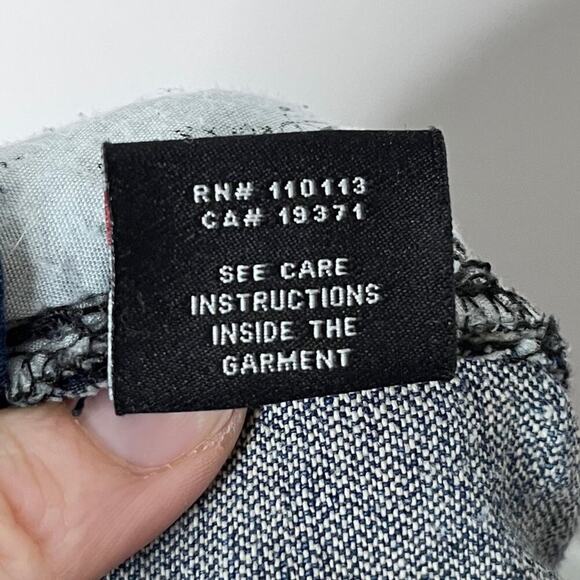 RN# 110113
CA# 19371
SEE CARE
INSTRUCTIONS
INSIDE THE
GARMENT